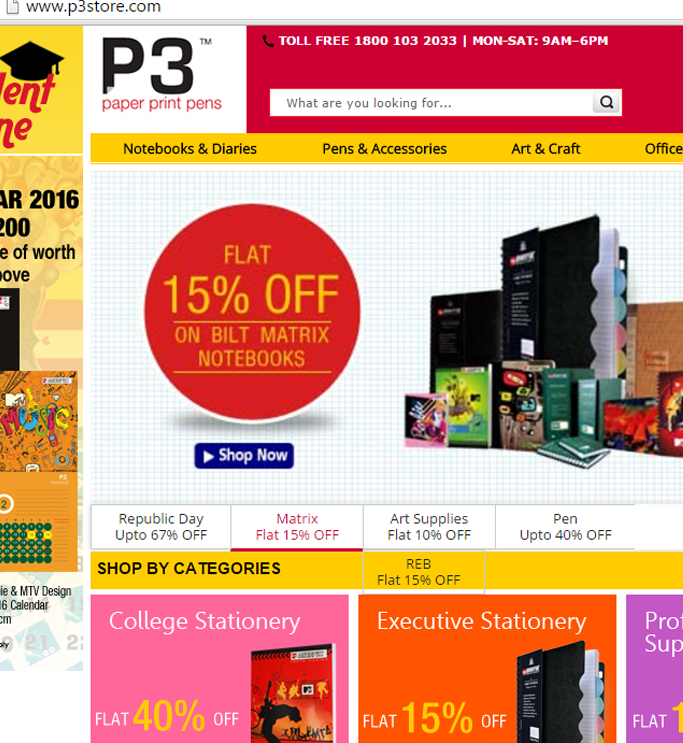 www.p3store.com
P3™
paper print pens
TOLL FREE 1800 103 2033 | MON-SAT: 9AM–6PM
What are you looking for...
Notebooks & Diaries
Pens & Accessories
Art & Craft
Office
AR 2016
200
e of worth
ove
FLAT
15% OFF
ON BILT MATRIX
NOTEBOOKS
Shop Now
Republic Day
Upto 67% OFF
Matrix
Flat 15% OFF
Art Supplies
Flat 10% OFF
Pen
Upto 40% OFF
REB
Flat 15% OFF
SHOP BY CATEGORIES
ie & MTV Design
16 Calendar
cm
ply
College Stationery
FLAT 40% OFF
Executive Stationery
FLAT 15% OFF
Prof
Sup
FLAT 1